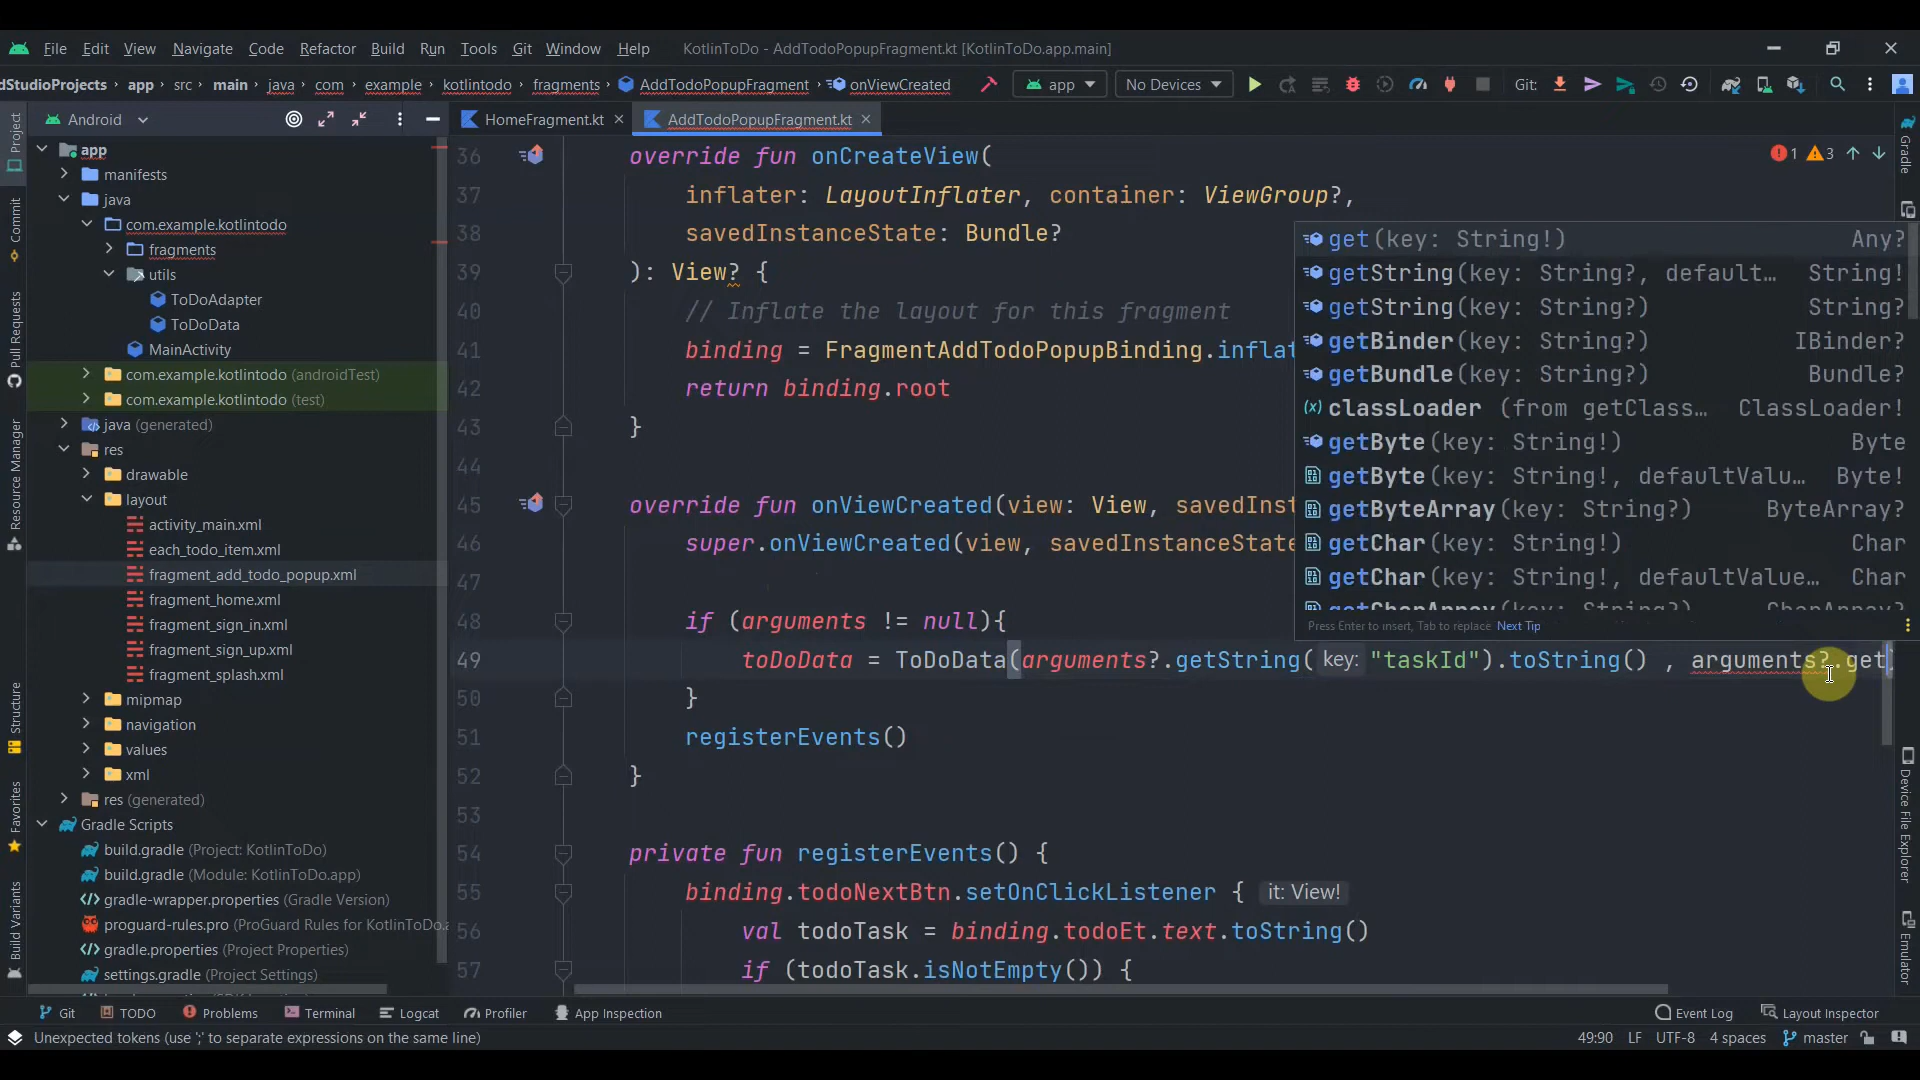 File Edit View Navigate Code Refactor Build Run Tools Git Window Help KotlinToDo - AddTodoPopupFragment.kt [KotlinToDo.app.main]
dStudioProjects app src main java com example kotlintodo fragments AddTodoPopupFragment onViewCreated app No Devices Git:
Project
Commit
Pull Requests
Resource Manager
Structure
Favorites
Build Variants
Android
app
manifests
java
com.example.kotlintodo
fragments
utils
ToDoAdapter
ToDoData
MainActivity
com.example.kotlintodo (androidTest)
com.example.kotlintodo (test)
java (generated)
res
drawable
layout
activity_main.xml
each_todo_item.xml
fragment_add_todo_popup.xml
fragment_home.xml
fragment_sign_in.xml
fragment_sign_up.xml
fragment_splash.xml
mipmap
navigation
values
xml
res (generated)
Gradle Scripts
build.gradle (Project: KotlinToDo)
build.gradle (Module: KotlinToDo.app)
gradle-wrapper.properties (Gradle Version)
proguard-rules.pro (ProGuard Rules for KotlinToDo.a
gradle.properties (Project Properties)
settings.gradle (Project Settings)
HomeFragment.kt AddTodoPopupFragment.kt
1 3
36 override fun onCreateView(
37 inflater: LayoutInflater, container: ViewGroup?,
38 savedInstanceState: Bundle?
39 ): View? {
40 // Inflate the layout for this fragment
41 binding = FragmentAddTodoPopupBinding.inflat
42 return binding.root
43 }
44
45 override fun onViewCreated(view: View, savedInst
46 super.onViewCreated(view, savedInstanceState
47
48 if (arguments != null){
49 toDoData = ToDoData(arguments?.getString( key: "taskId").toString() , arguments?.get)
50 }
51 registerEvents()
52 }
53
54 private fun registerEvents() {
55 binding.todoNextBtn.setOnClickListener { it: View!
56 val todoTask = binding.todoEt.text.toString()
57 if (todoTask.isNotEmpty()) {
get(key: String!) Any?
getString(key: String?, default… String!
getString(key: String?) String?
getBinder(key: String?) IBinder?
getBundle(key: String?) Bundle?
classLoader (from getClass… ClassLoader!
getByte(key: String!) Byte
getByte(key: String!, defaultValu… Byte!
getByteArray(key: String?) ByteArray?
getChar(key: String!) Char
getChar(key: String!, defaultValue… Char
getCharArray(key: String?) CharArray?
Press Enter to insert, Tab to replace Next Tip
Gradle
Device File Explorer
Emulator
Git TODO Problems Terminal Logcat Profiler App Inspection Event Log Layout Inspector
Unexpected tokens (use ';' to separate expressions on the same line) 49:90 LF UTF-8 4 spaces master